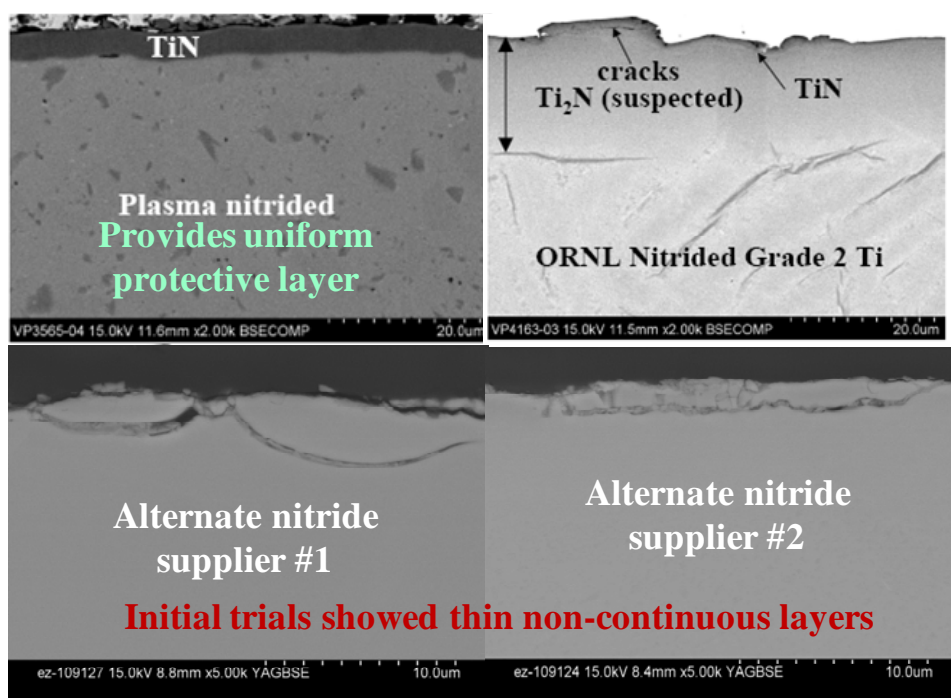 TiN
Plasma nitrided
Provides uniform
protective layer
VP3565-04 15.0kV 11.6mm x2.00k BSECOMP 20.0um
cracks
Ti₂N (suspected)
TiN
ORNL Nitrided Grade 2 Ti
VP4163-03 15.0kV 11.5mm x2.00k BSECOMP 20.0um
Alternate nitride
supplier #1
Alternate nitride
supplier #2
Initial trials showed thin non-continuous layers
ez-109127 15.0kV 8.8mm x5.00k YAGBSE 10.0um
ez-109124 15.0kV 8.4mm x5.00k YAGBSE 10.0um